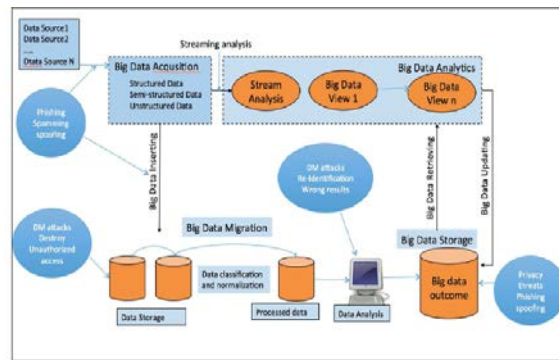 Data Source1
Data Source2
....
Dtata Source N
Streaming analysis
Big Data Acqusition
Structured Data
Semi-structured Data
Unstructured Data
Big Data Analytics
Stream
Analysis
Big Data
View 1
Big Data
View n
Phishing
Spamming
spoofing
Big Data Inserting
DM attacks
Re-Identification
Wrong results
Big Data Retrieving
Big Data Updating
DM attacks
Destroy
Unauthorized
access
Big Data Migration
Big Data Storage
Data classification
and normalization
Big data
outcome
Privacy
threats
Phishing
spoofing
Data Storage
Processed data
Data Analysis